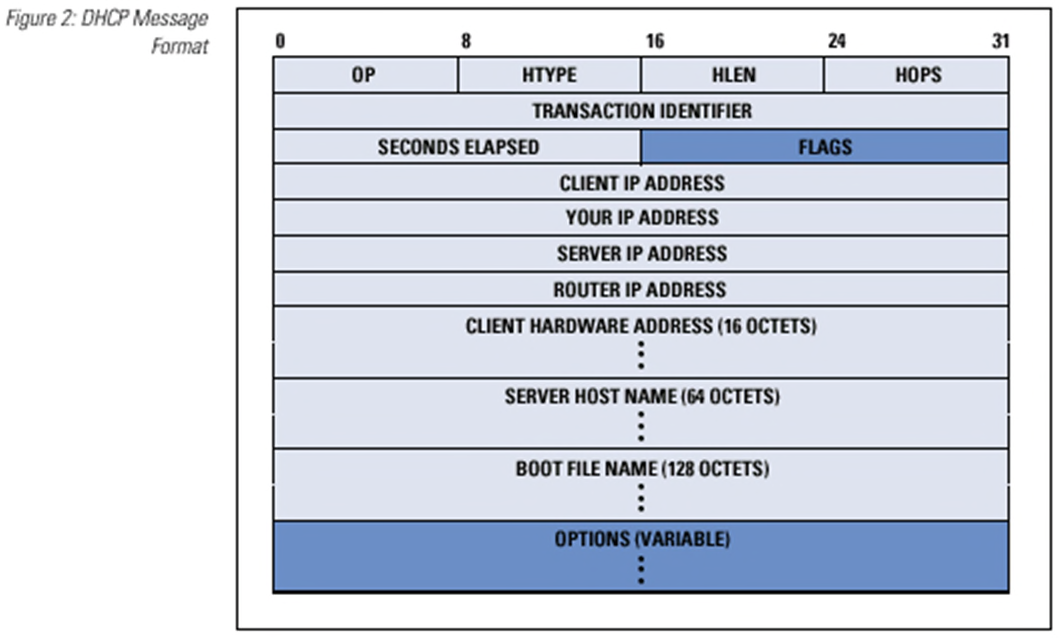 Figure 2: DHCP Message
Format
0 8 16 24 31
OP HTYPE HLEN HOPS
TRANSACTION IDENTIFIER
SECONDS ELAPSED FLAGS
CLIENT IP ADDRESS
YOUR IP ADDRESS
SERVER IP ADDRESS
ROUTER IP ADDRESS
CLIENT HARDWARE ADDRESS (16 OCTETS)
SERVER HOST NAME (64 OCTETS)
BOOT FILE NAME (128 OCTETS)
OPTIONS (VARIABLE)